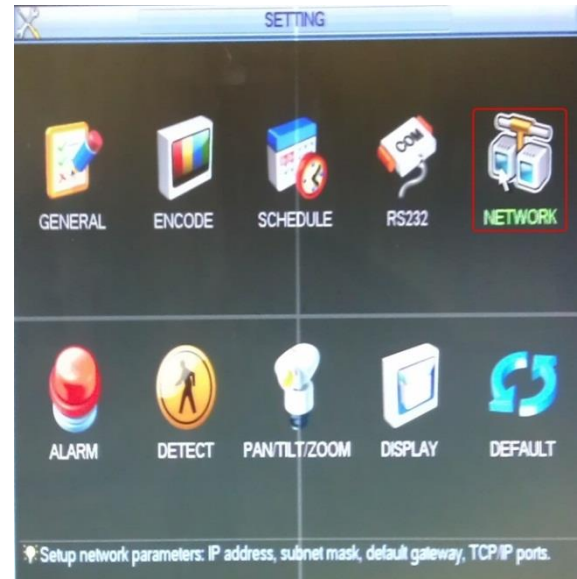 SETTING
COM
GENERAL
ENCODE
SCHEDULE
RS232
NETWORK
ALARM
DETECT
PAN/TILT/ZOOM
DISPLAY
DEFAULT
Setup network parameters: IP address, subnet mask, default gateway, TCP/IP ports.